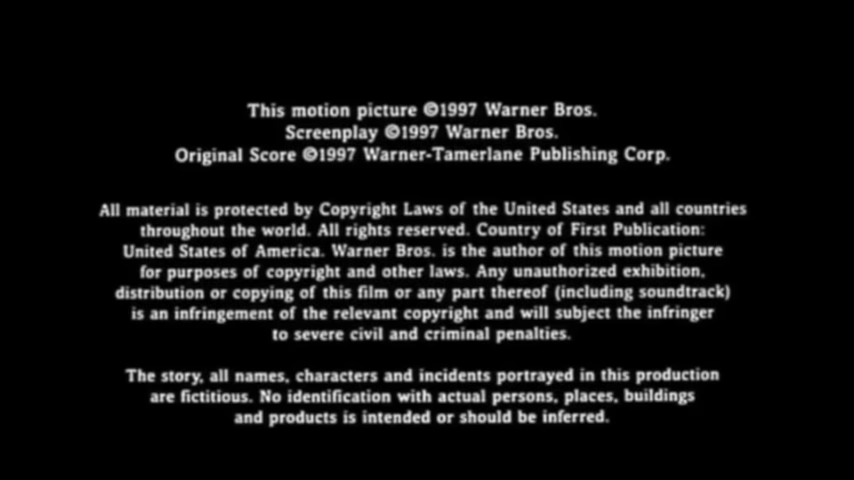 This motion picture ©1997 Warner Bros.
Screenplay ©1997 Warner Bros.
Original Score ©1997 Warner-Tamerlane Publishing Corp.
All material is protected by Copyright Laws of the United States and all countries
throughout the world. All rights reserved. Country of First Publication:
United States of America. Warner Bros. is the author of this motion picture
for purposes of copyright and other laws. Any unauthorized exhibition,
distribution or copying of this film or any part thereof (including soundtrack)
is an infringement of the relevant copyright and will subject the infringer
to severe civil and criminal penalties.
The story, all names, characters and incidents portrayed in this production
are fictitious. No identification with actual persons, places, buildings
and products is intended or should be inferred.